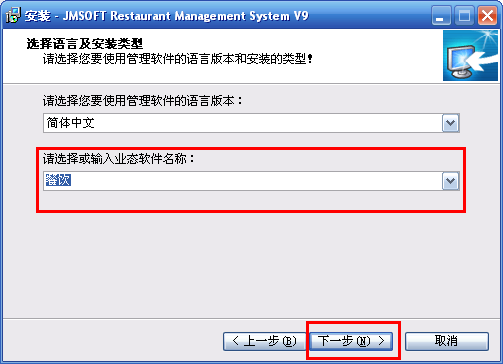 安装 - JMSOFT Restaurant Management System V9
选择语言及安装类型
请选择您要使用管理软件的语言版本和安装的类型!
请选择您要使用管理软件的语言版本：
简体中文
请选择或输入业态软件名称：
餐饮
< 上一步(B)
下一步(N) >
取消